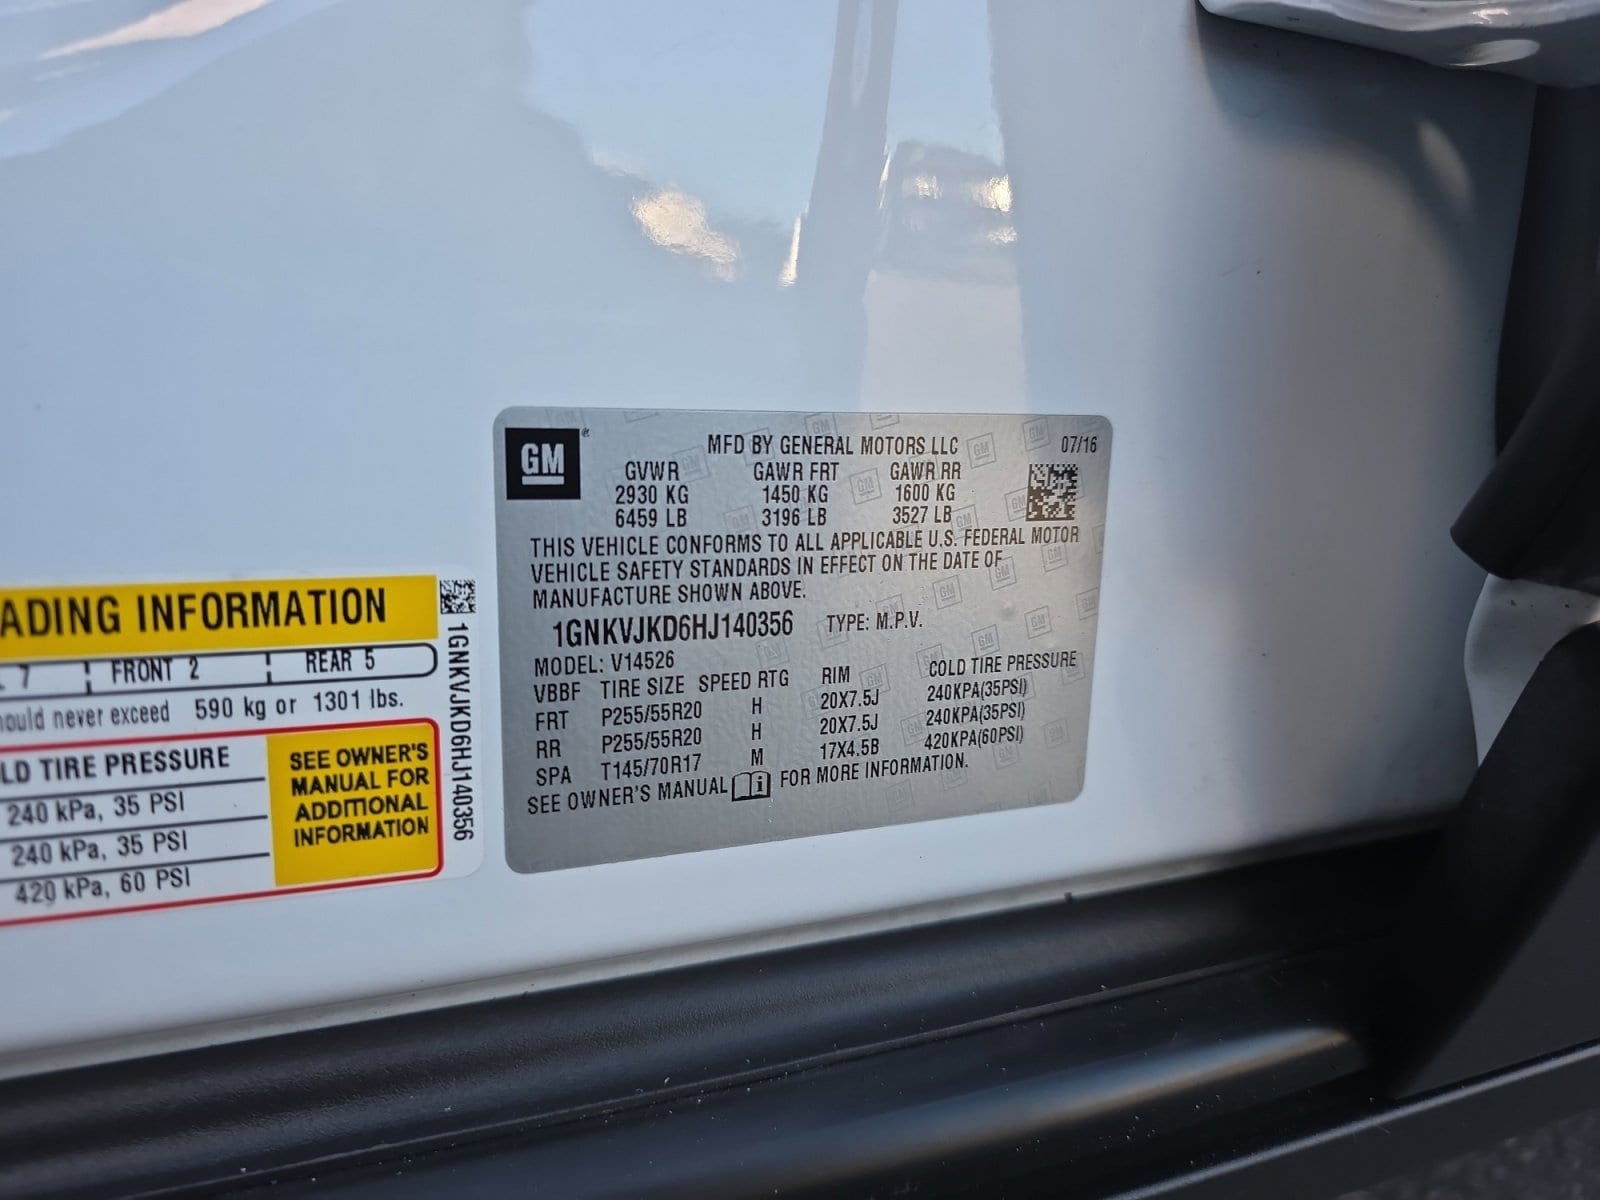 GM
MFD BY GENERAL MOTORS LLC 07/16
GVWR GAWR FRT GAWR RR
2930 KG 1450 KG 1600 KG
6459 LB 3196 LB 3527 LB
THIS VEHICLE CONFORMS TO ALL APPLICABLE U.S. FEDERAL MOTOR
VEHICLE SAFETY STANDARDS IN EFFECT ON THE DATE OF
MANUFACTURE SHOWN ABOVE.
1GNKVJKD6HJ140356 TYPE: M.P.V.
MODEL: V14526
VBBF TIRE SIZE SPEED RTG RIM COLD TIRE PRESSURE
FRT P255/55R20 H 20X7.5J 240KPA(35PSI)
RR P255/55R20 H 20X7.5J 240KPA(35PSI)
SPA T145/70R17 M 17X4.5B 420KPA(60PSI)
SEE OWNER'S MANUAL FOR MORE INFORMATION.
ADING INFORMATION
7 FRONT 2 REAR 5
ould never exceed 590 kg or 1301 lbs.
LD TIRE PRESSURE
240 kPa, 35 PSI
240 kPa, 35 PSI
420 kPa, 60 PSI
SEE OWNER'S
MANUAL FOR
ADDITIONAL
INFORMATION
1GNKVJKD6HJ140356